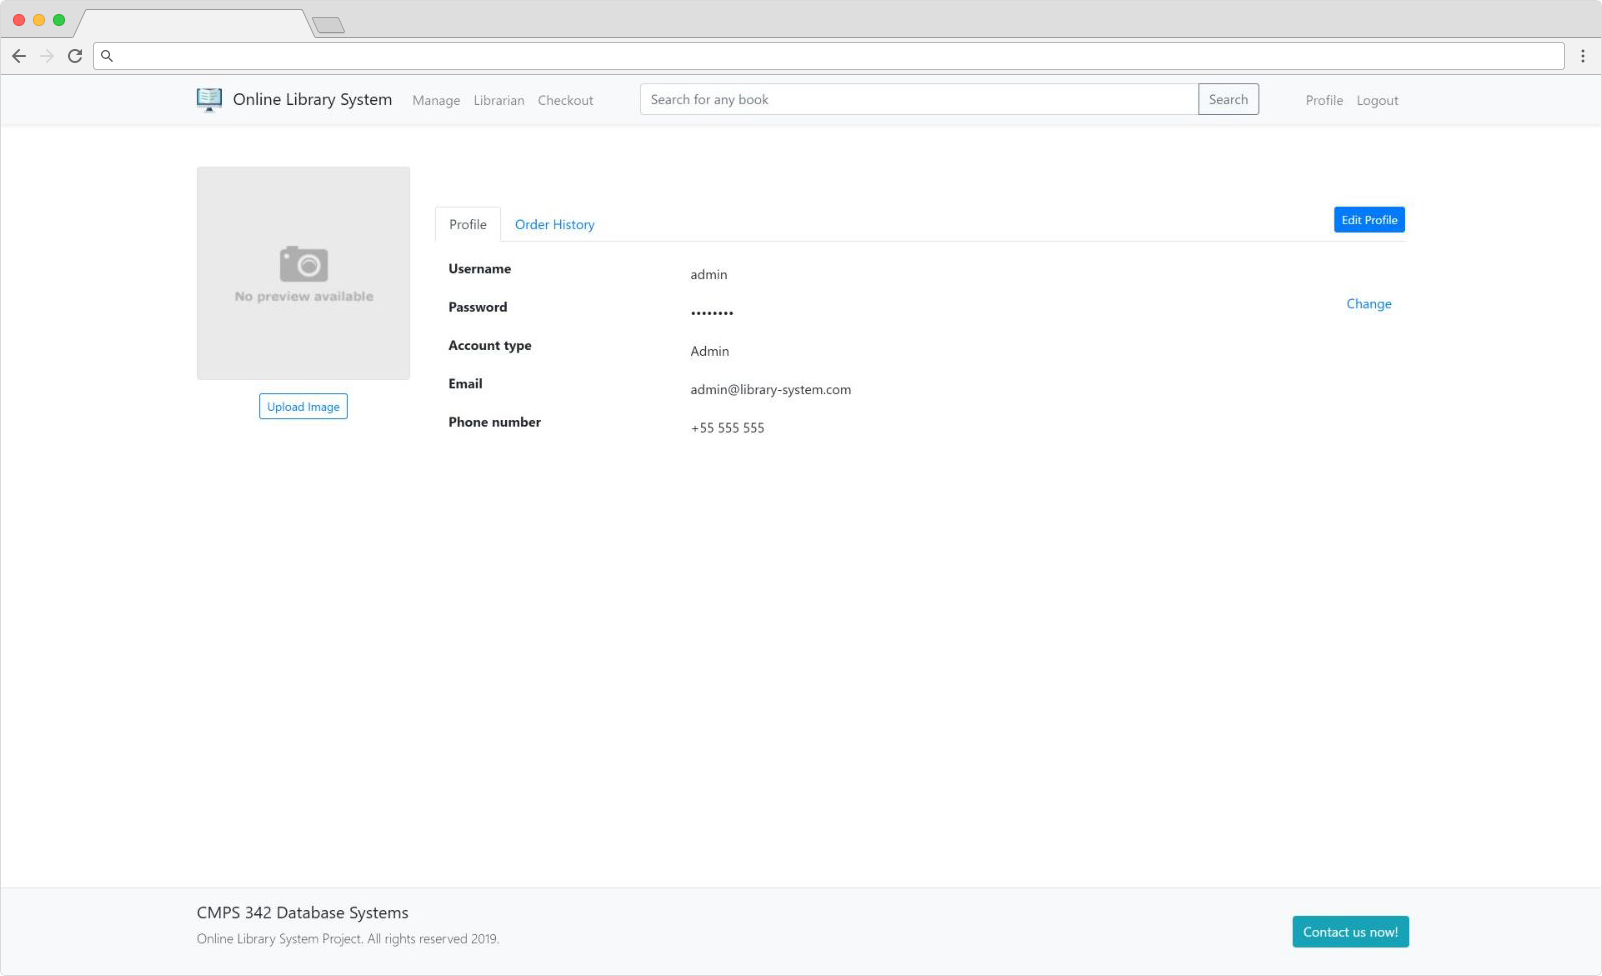 Online Library System Manage Librarian Checkout Search for any book Search Profile Logout
No preview available
Upload Image
Profile Order History Edit Profile
Username admin
Password •••••••• Change
Account type Admin
Email admin@library-system.com
Phone number +55 555 555
CMPS 342 Database Systems
Online Library System Project. All rights reserved 2019.
Contact us now!